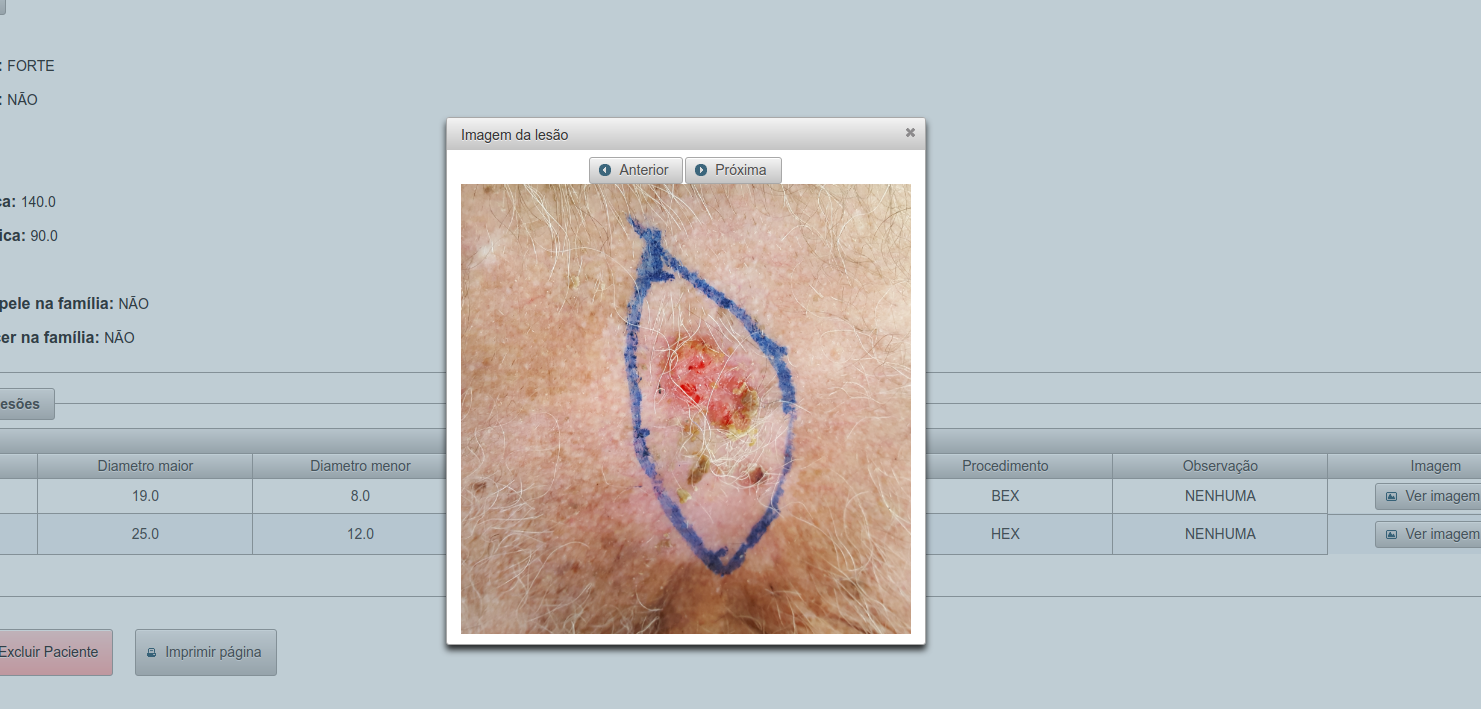 : FORTE
: NÃO
Imagem da lesão
Anterior Próxima
ca: 140.0
ica: 90.0
pele na família: NÃO
er na família: NÃO
esões
Diametro maior Diametro menor Procedimento Observação Imagem
19.0 8.0 BEX NENHUMA Ver imagem
25.0 12.0 HEX NENHUMA Ver imagem
Excluir Paciente Imprimir página